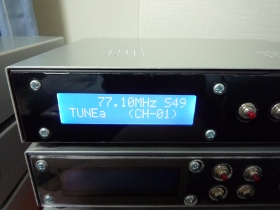 77.10MHz S49
TUNEa (CH-01)